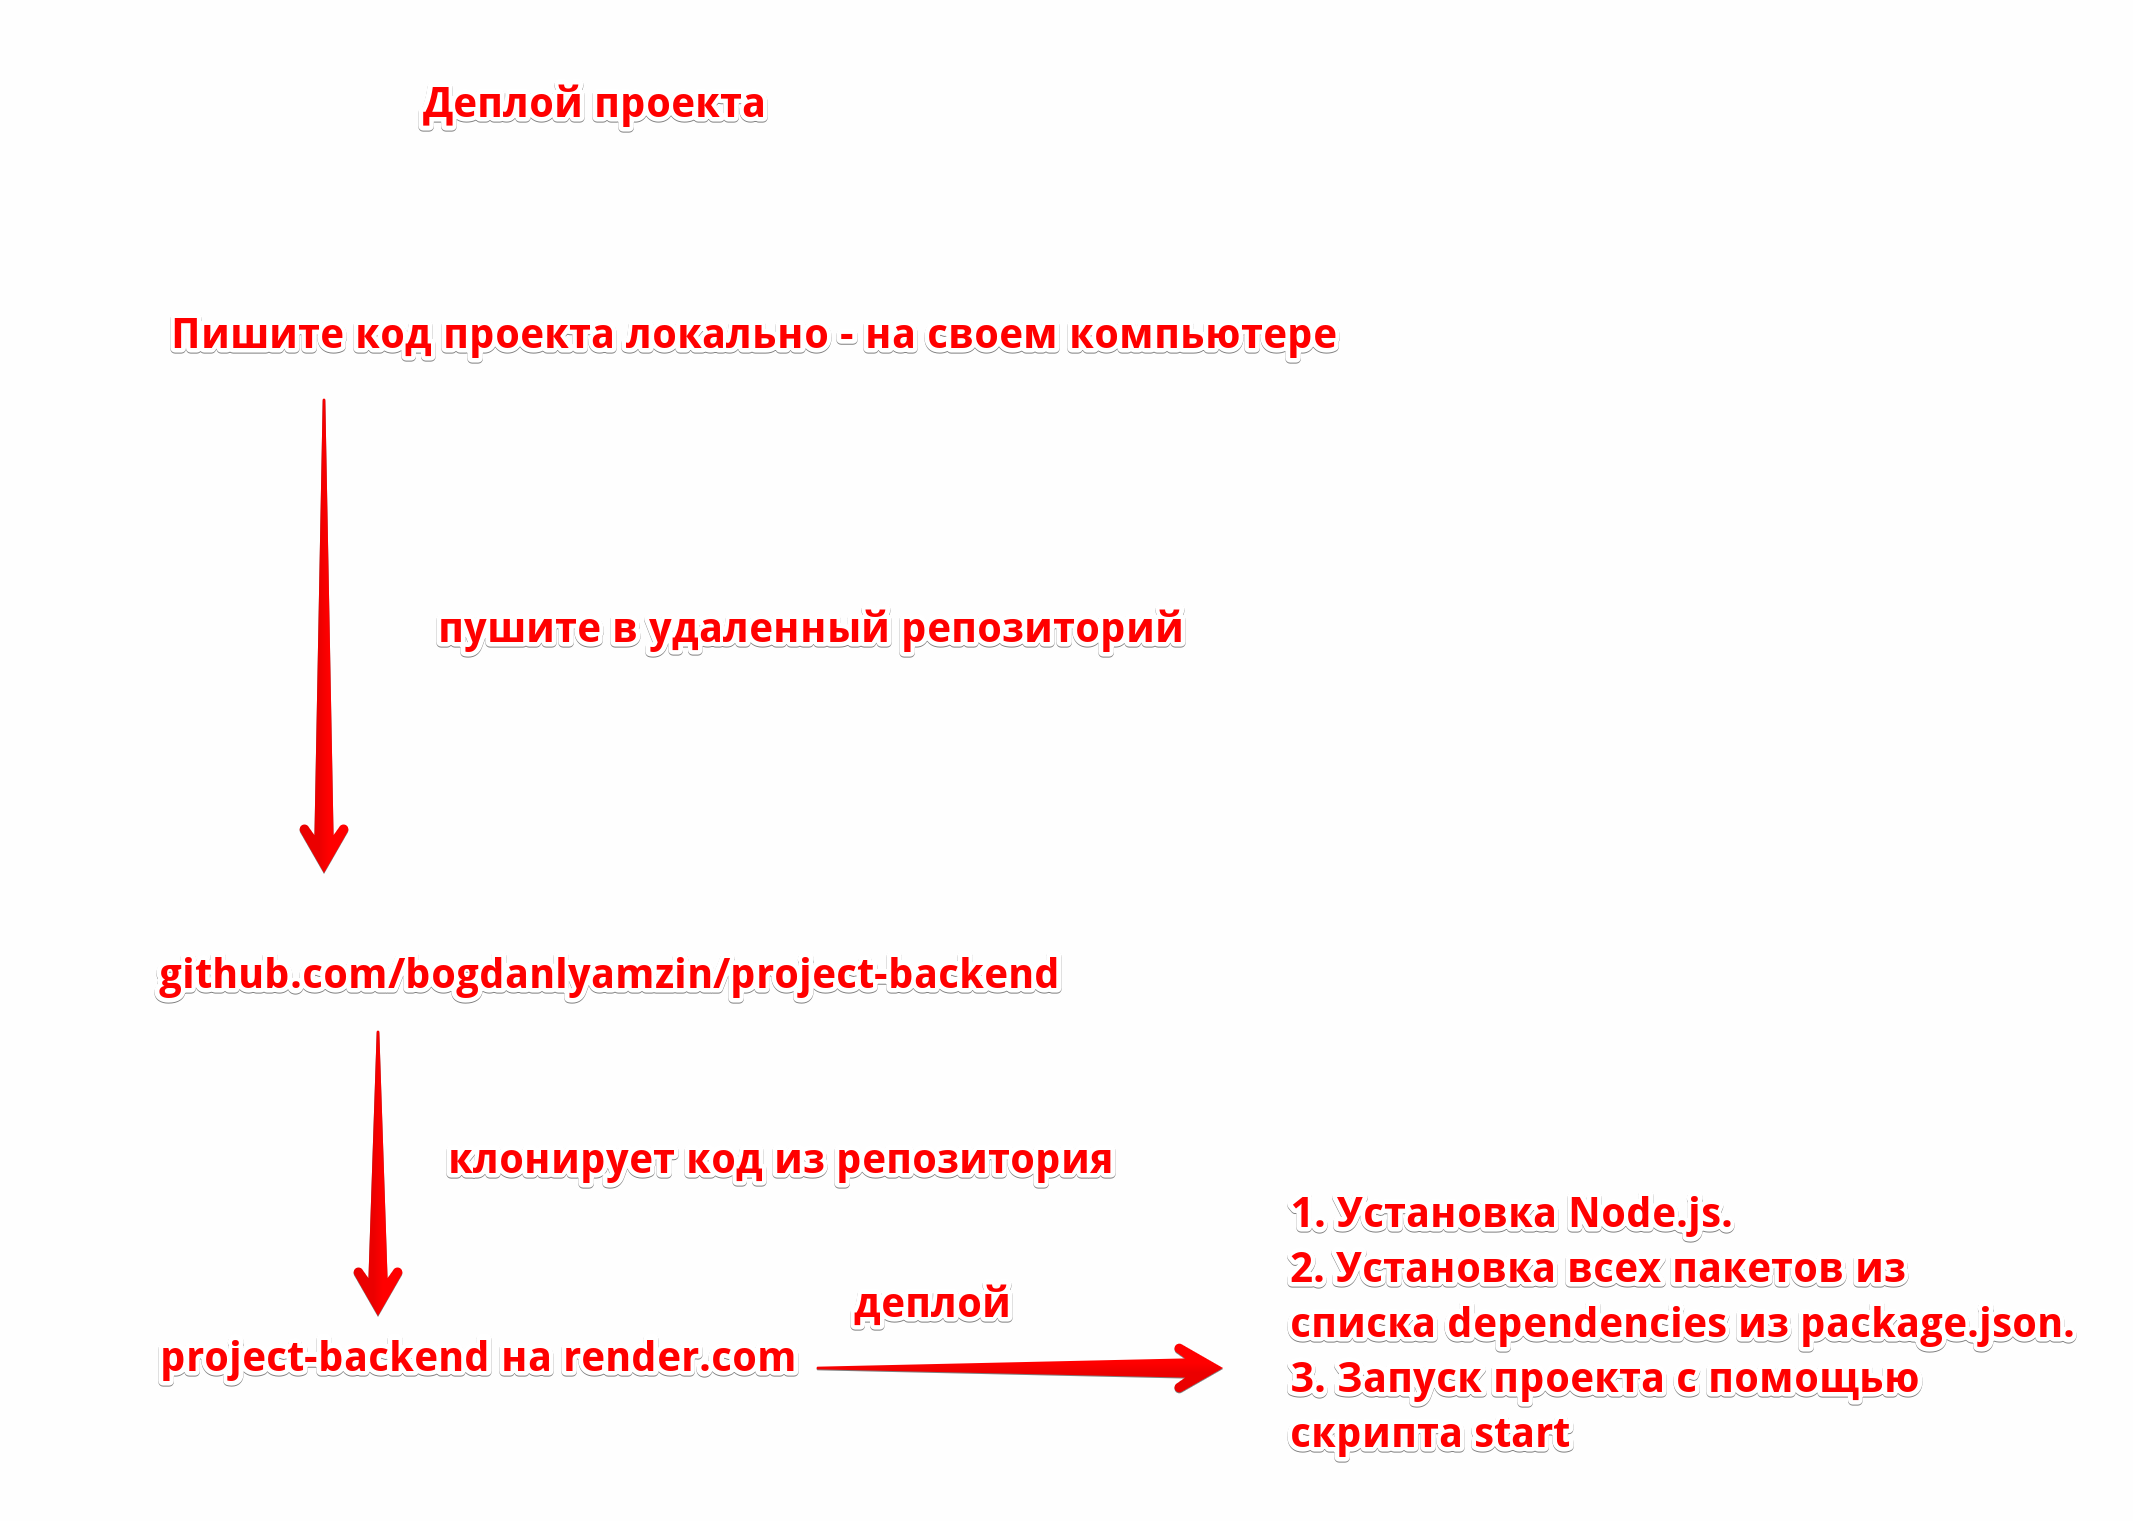 Деплой проекта
Пишите код проекта локально - на своем компьютере
пушите в удаленный репозиторий
github.com/bogdanlyamzin/project-backend
клонирует код из репозитория
project-backend на render.com
деплой
1. Установка Node.js.
2. Установка всех пакетов из
списка dependencies из package.json.
3. Запуск проекта с помощью
скрипта start